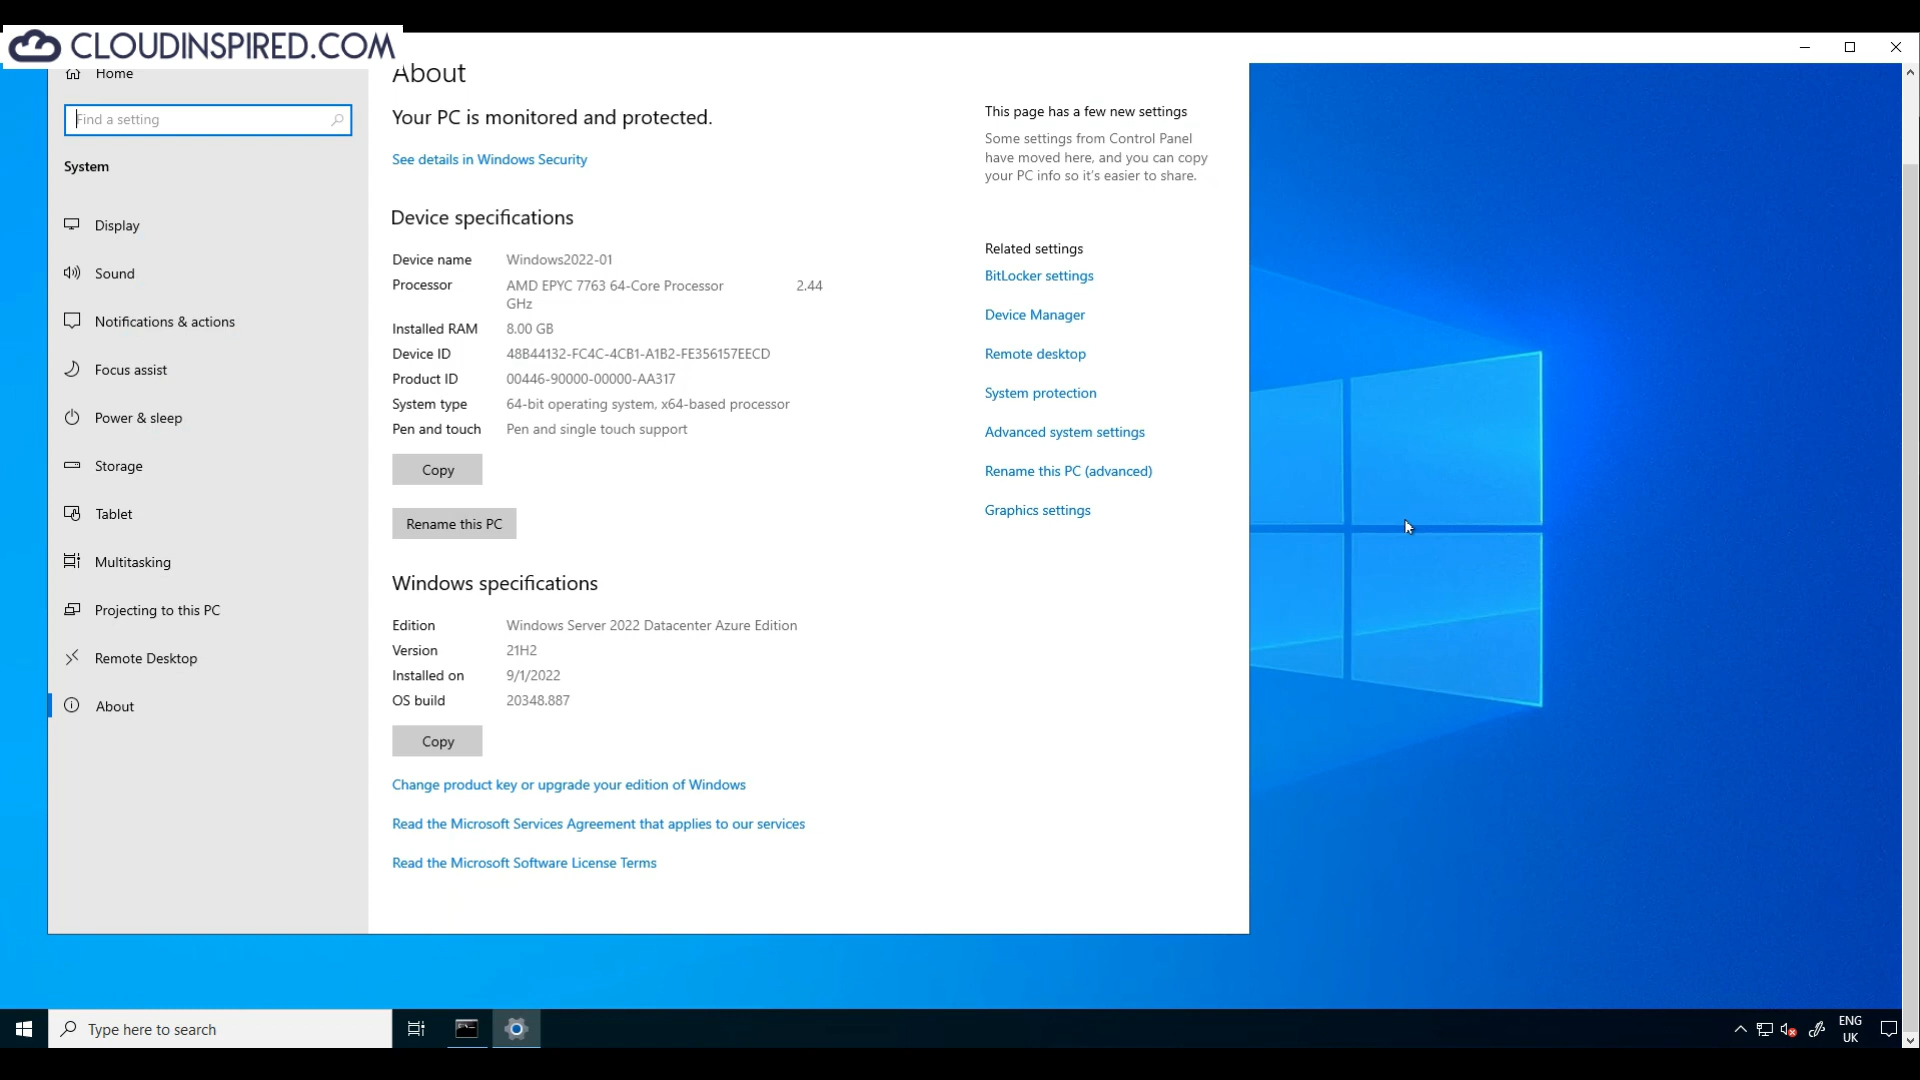 CLOUDINSPIRED.COM
Home
About
Find a setting
Your PC is monitored and protected.
See details in Windows Security
This page has a few new settings
Some settings from Control Panel
have moved here, and you can copy
your PC info so it's easier to share.
System
Display
Sound
Notifications & actions
Focus assist
Power & sleep
Storage
Tablet
Multitasking
Projecting to this PC
Remote Desktop
About
Device specifications
Device name Windows2022-01
Processor AMD EPYC 7763 64-Core Processor 2.44
GHz
Installed RAM 8.00 GB
Device ID 48B44132-FC4C-4CB1-A1B2-FE356157EECD
Product ID 00446-90000-00000-AA317
System type 64-bit operating system, x64-based processor
Pen and touch Pen and single touch support
Copy
Rename this PC
Windows specifications
Edition Windows Server 2022 Datacenter Azure Edition
Version 21H2
Installed on 9/1/2022
OS build 20348.887
Copy
Change product key or upgrade your edition of Windows
Read the Microsoft Services Agreement that applies to our services
Read the Microsoft Software License Terms
Related settings
BitLocker settings
Device Manager
Remote desktop
System protection
Advanced system settings
Rename this PC (advanced)
Graphics settings
Type here to search
ENG
UK